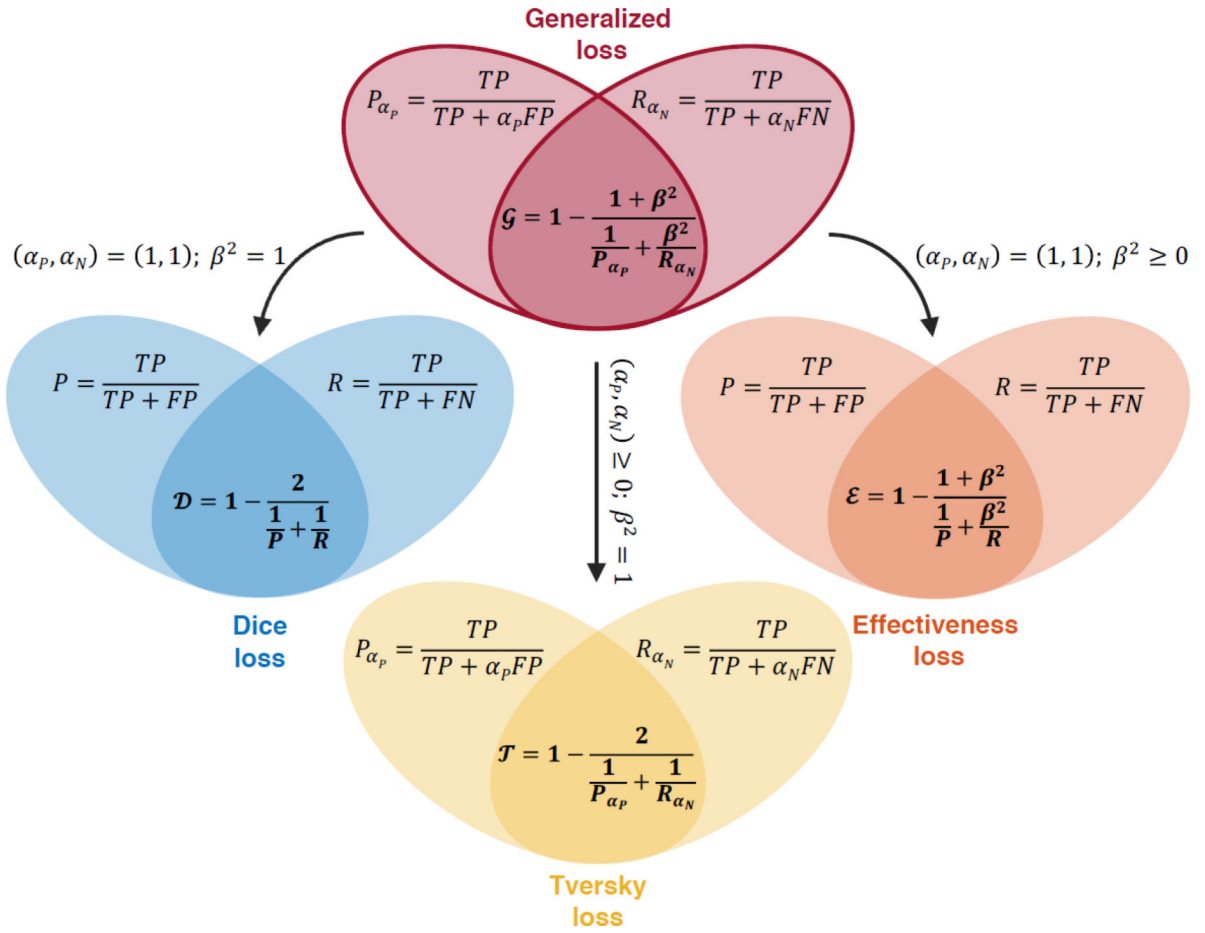 Generalized
loss
P_{α_P} = TP / (TP + α_P FP)
R_{α_N} = TP / (TP + α_N FN)
𝓖 = 1 − (1 + β²) / (1/P_{α_P} + β²/R_{α_N})
(α_P, α_N) = (1, 1); β² = 1
(α_P, α_N) = (1, 1); β² ≥ 0
(α_P, α_N) ≥ 0; β² = 1
P = TP / (TP + FP)
R = TP / (TP + FN)
𝓓 = 1 − 2 / (1/P + 1/R)
Dice
loss
P = TP / (TP + FP)
R = TP / (TP + FN)
𝓔 = 1 − (1 + β²) / (1/P + β²/R)
Effectiveness
loss
P_{α_P} = TP / (TP + α_P FP)
R_{α_N} = TP / (TP + α_N FN)
𝓣 = 1 − 2 / (1/P_{α_P} + 1/R_{α_N})
Tversky
loss